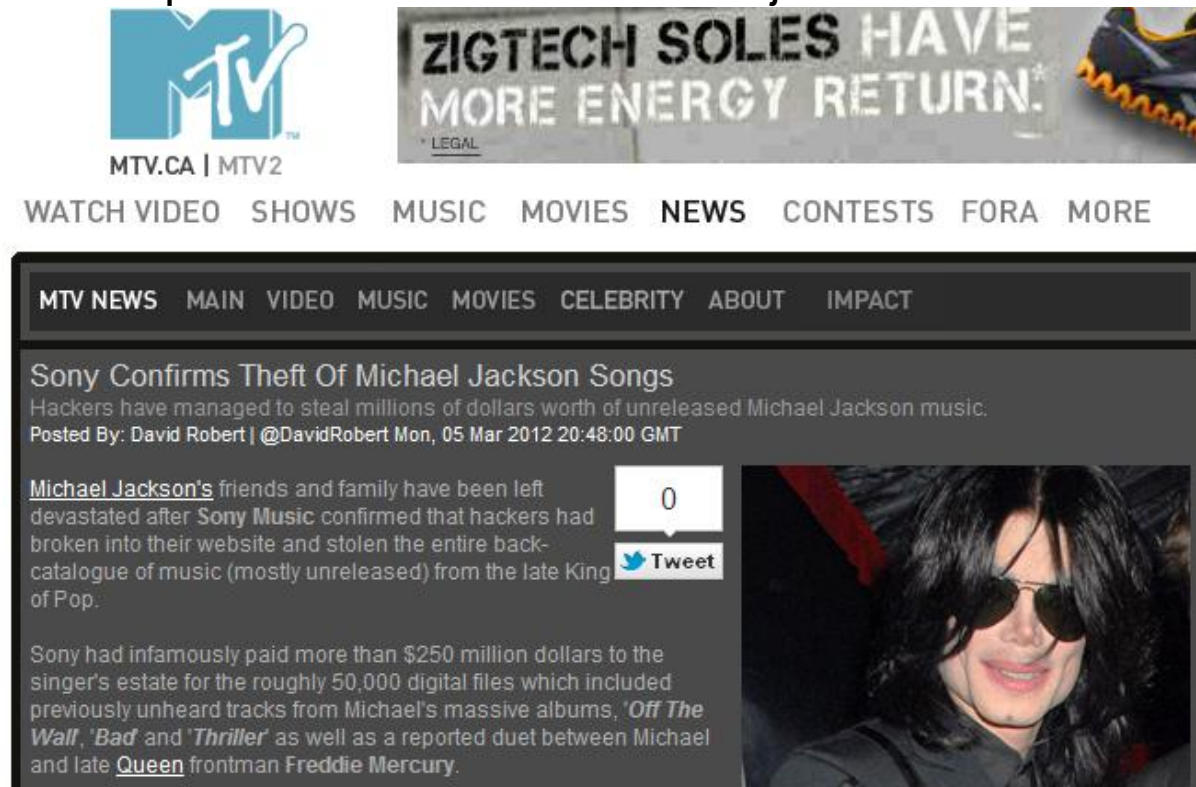 MTV
TM
MTV.CA | MTV2
ZIGTECH SOLES HAVE
MORE ENERGY RETURN.*
* LEGAL
WATCH VIDEO SHOWS MUSIC MOVIES NEWS CONTESTS FORA MORE
MTV NEWS MAIN VIDEO MUSIC MOVIES CELEBRITY ABOUT IMPACT
Sony Confirms Theft Of Michael Jackson Songs
Hackers have managed to steal millions of dollars worth of unreleased Michael Jackson music.
Posted By: David Robert | @DavidRobert Mon, 05 Mar 2012 20:48:00 GMT
Michael Jackson's friends and family have been left
devastated after Sony Music confirmed that hackers had
broken into their website and stolen the entire back-
catalogue of music (mostly unreleased) from the late King
of Pop.
0
Tweet
Sony had infamously paid more than $250 million dollars to the
singer's estate for the roughly 50,000 digital files which included
previously unheard tracks from Michael's massive albums, 'Off The
Wall', 'Bad' and 'Thriller' as well as a reported duet between Michael
and late Queen frontman Freddie Mercury.